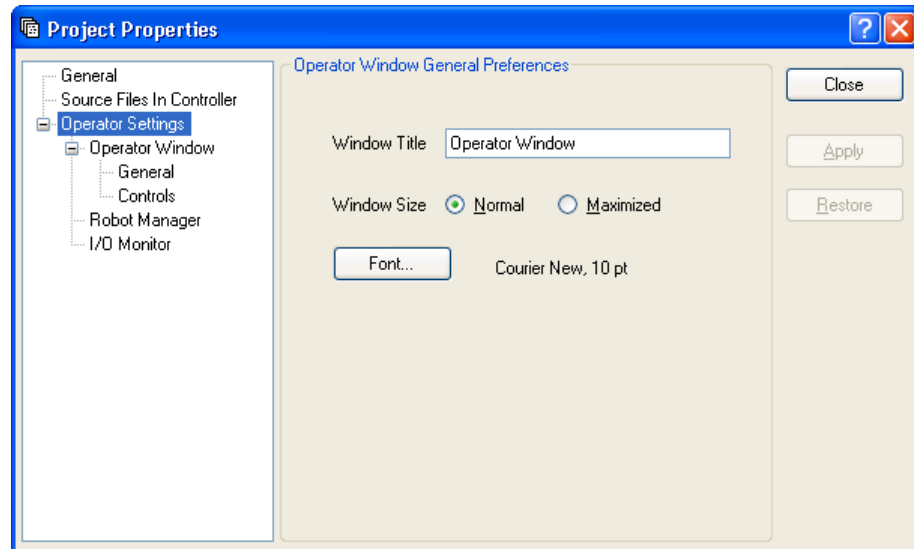 Project Properties
General
Source Files In Controller
Operator Settings
Operator Window
General
Controls
Robot Manager
I/O Monitor
Operator Window General Preferences
Window Title Operator Window
Window Size Normal Maximized
Font... Courier New, 10 pt
Close
Apply
Restore